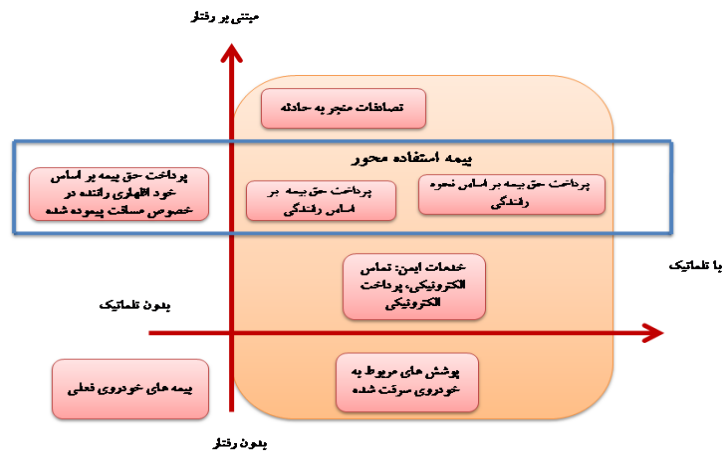 مبتنی بر رفتار
تصادفات منجر به حادثه
بیمه استفاده محور
پرداخت حق بیمه بر اساس نحوه
رانندگی
پرداخت حق بیمه بر
اساس رانندگی
پرداخت حق بیمه بر اساس
خود اظهاری راننده در
خصوص مسافت پیموده شده
با تلماتیک
خدمات ایمن: تماس
الکترونیکی، پرداخت
الکترونیکی
بدون تلماتیک
پوشش های مربوط به
خودروی سرقت شده
بیمه های خودروی فعلی
بدون رفتار